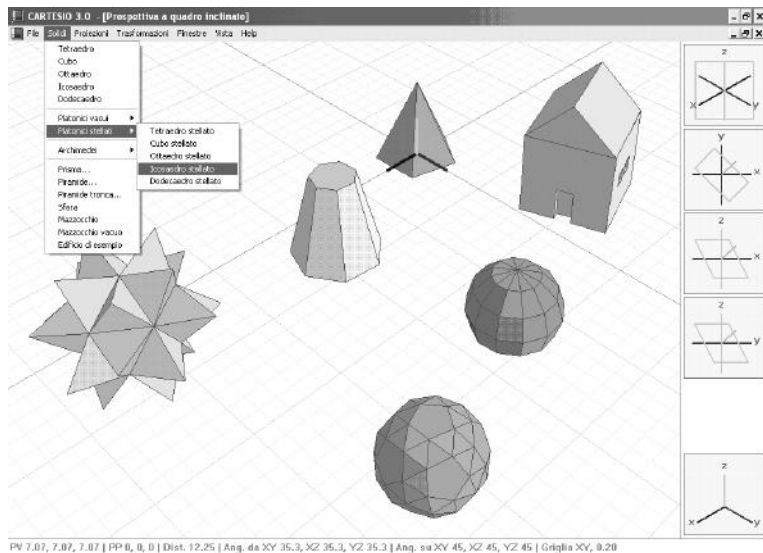 CARTESIO 3.0 - [Prospettiva a quadro inclinato]
File Solidi Proiezioni Trasformazioni Finestre Vista Help
Tetraedro
Cubo
Ottaedro
Icosaedro
Dodecaedro
Platonici vacui
Platonici stellati
Archimedei
Prisma...
Piramide...
Piramide tronca...
Sfera
Mazzocchio
Mazzocchio vacuo
Edificio di esempio
Tetraedro stellato
Cubo stellato
Ottaedro stellato
Icosaedro stellato
Dodecaedro stellato
z
x y
y
x
z
x
z
y
z
x y
PV 7.07, 7.07, 7.07 | PP 0, 0, 0 | Dist. 12.25 | Ang. da XY 35.3, XZ 35.3, YZ 35.3 | Ang. su XY 45, XZ 45, YZ 45 | Griglia XY, 0.20